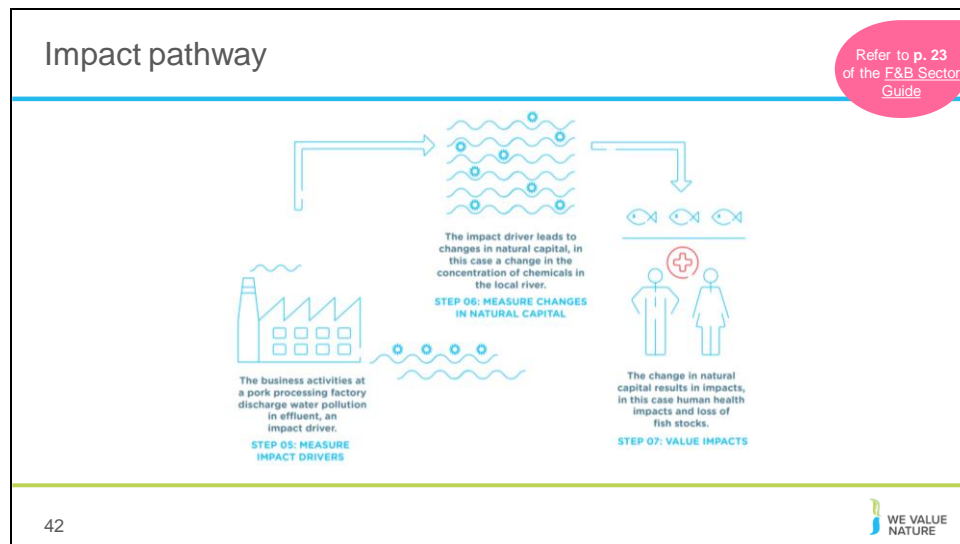 Impact pathway
Refer to p. 23
of the F&B Sector
Guide
The impact driver leads to
changes in natural capital, in
this case a change in the
concentration of chemicals in
the local river.
STEP 06: MEASURE CHANGES
IN NATURAL CAPITAL
The business activities at
a pork processing factory
discharge water pollution
in effluent, an
impact driver.
STEP 05: MEASURE
IMPACT DRIVERS
The change in natural
capital results in impacts,
in this case human health
impacts and loss of
fish stocks.
STEP 07: VALUE IMPACTS
42
WE VALUE
NATURE